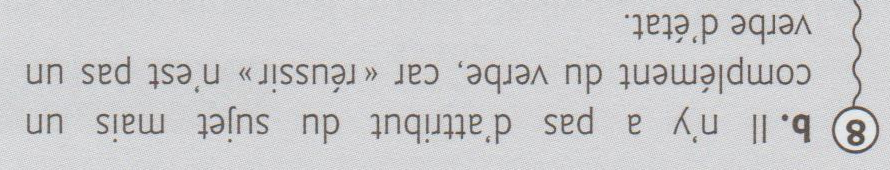 8 b. Il n'y a pas d'attribut du sujet mais un
complément du verbe, car « réussir » n'est pas un
verbe d'état.